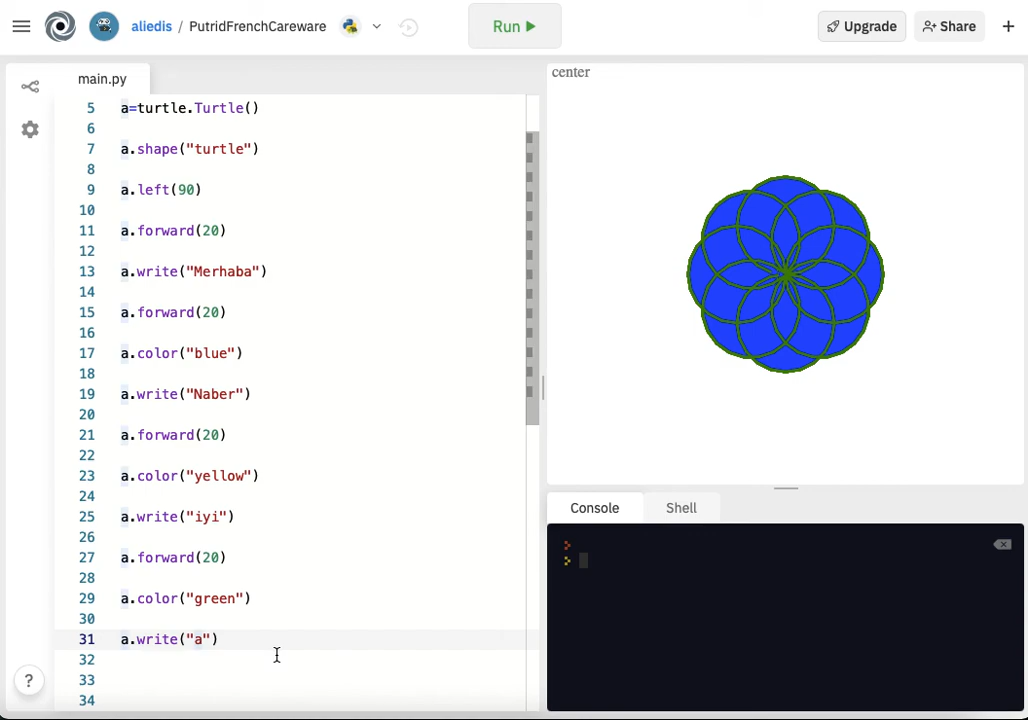 aliedis / PutridFrenchCareware
Run
Upgrade
Share
main.py
center
5 a=turtle.Turtle()
6
7 a.shape("turtle")
8
9 a.left(90)
10
11 a.forward(20)
12
13 a.write("Merhaba")
14
15 a.forward(20)
16
17 a.color("blue")
18
19 a.write("Naber")
20
21 a.forward(20)
22
23 a.color("yellow")
24
25 a.write("iyi")
26
27 a.forward(20)
28
29 a.color("green")
30
31 a.write("a")
32
33
34
Console Shell
>
>
?